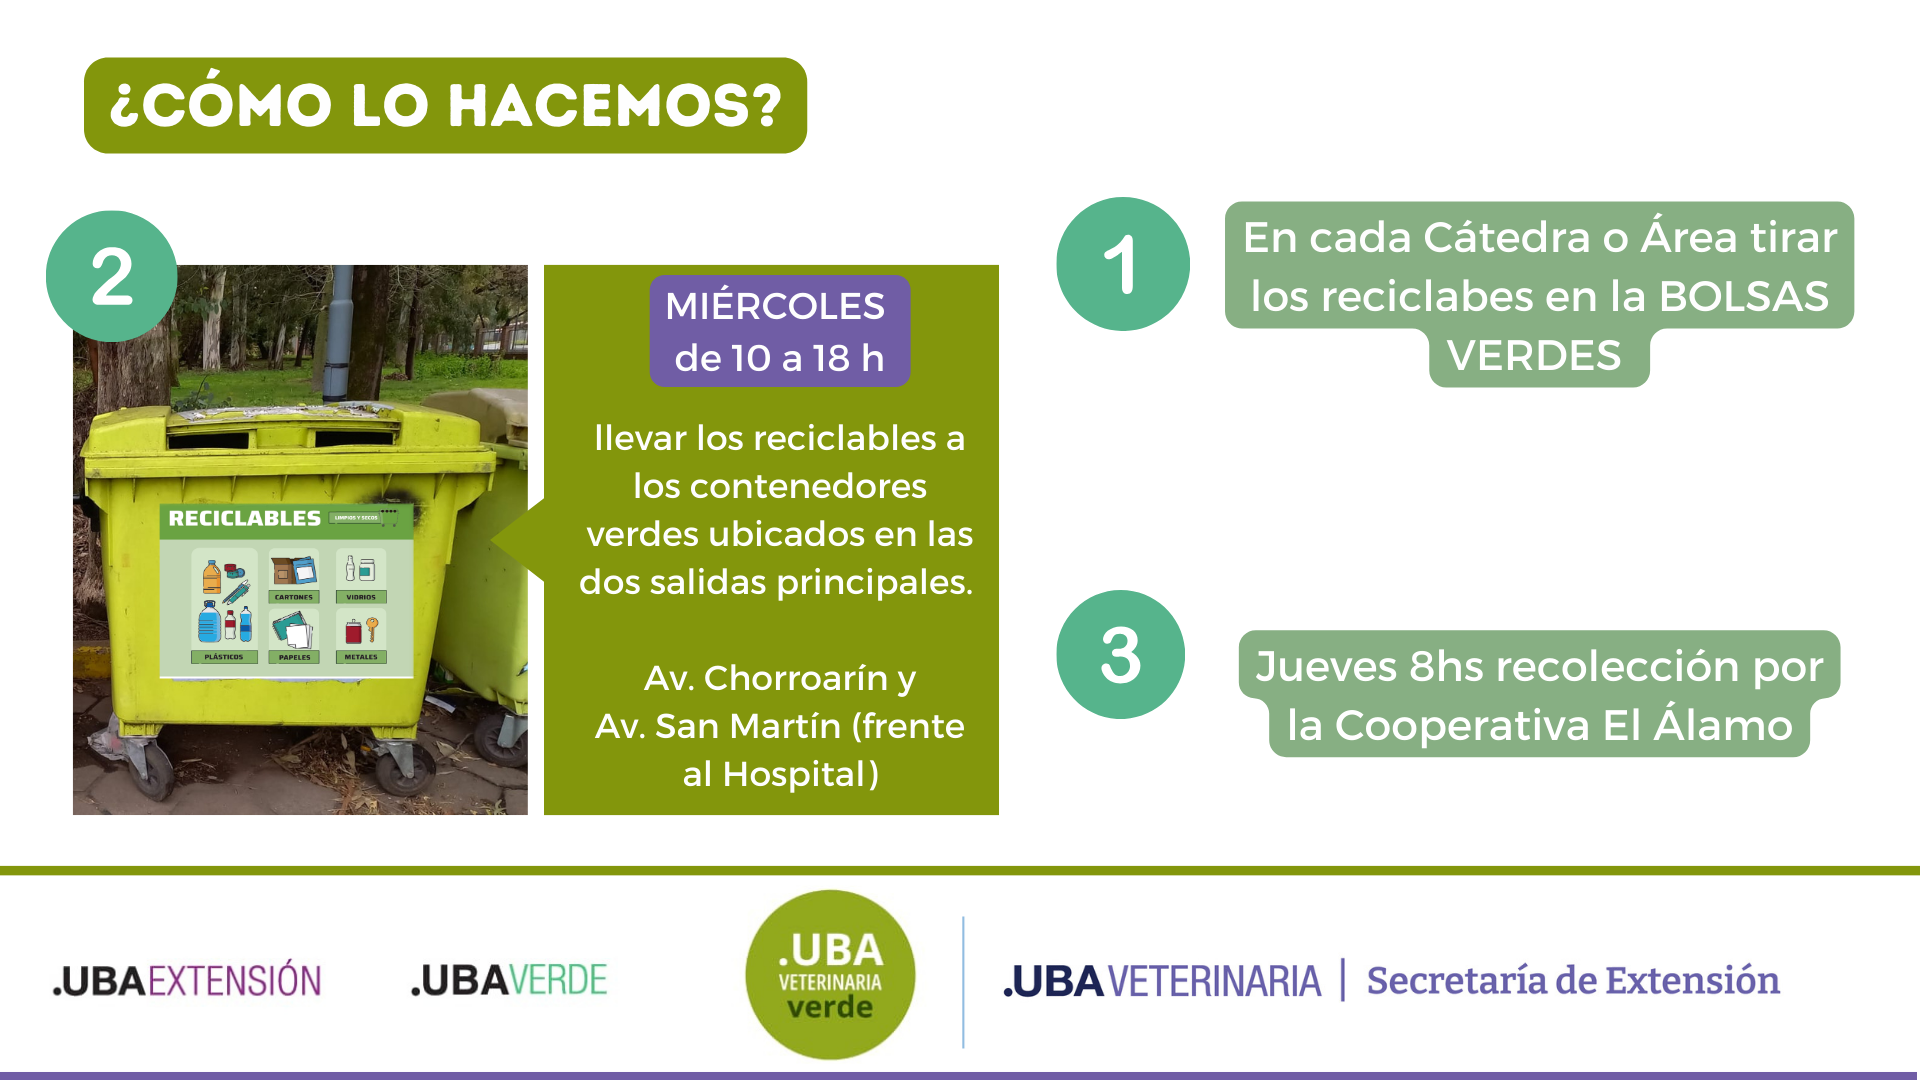 ¿CÓMO LO HACEMOS?
1
En cada Cátedra o Área tirar
los reciclabes en la BOLSAS
VERDES
2
MIÉRCOLES
de 10 a 18 h
llevar los reciclables a
los contenedores
verdes ubicados en las
dos salidas principales.
Av. Chorroarín y
Av. San Martín (frente
al Hospital)
RECICLABLES
LIMPIOS Y SECOS
CARTONES
VIDRIOS
PLÁSTICOS
PAPELES
METALES
3
Jueves 8hs recolección por
la Cooperativa El Álamo
.UBAEXTENSIÓN
.UBAVERDE
.UBA
VETERINARIA
verde
.UBAVETERINARIA | Secretaría de Extensión